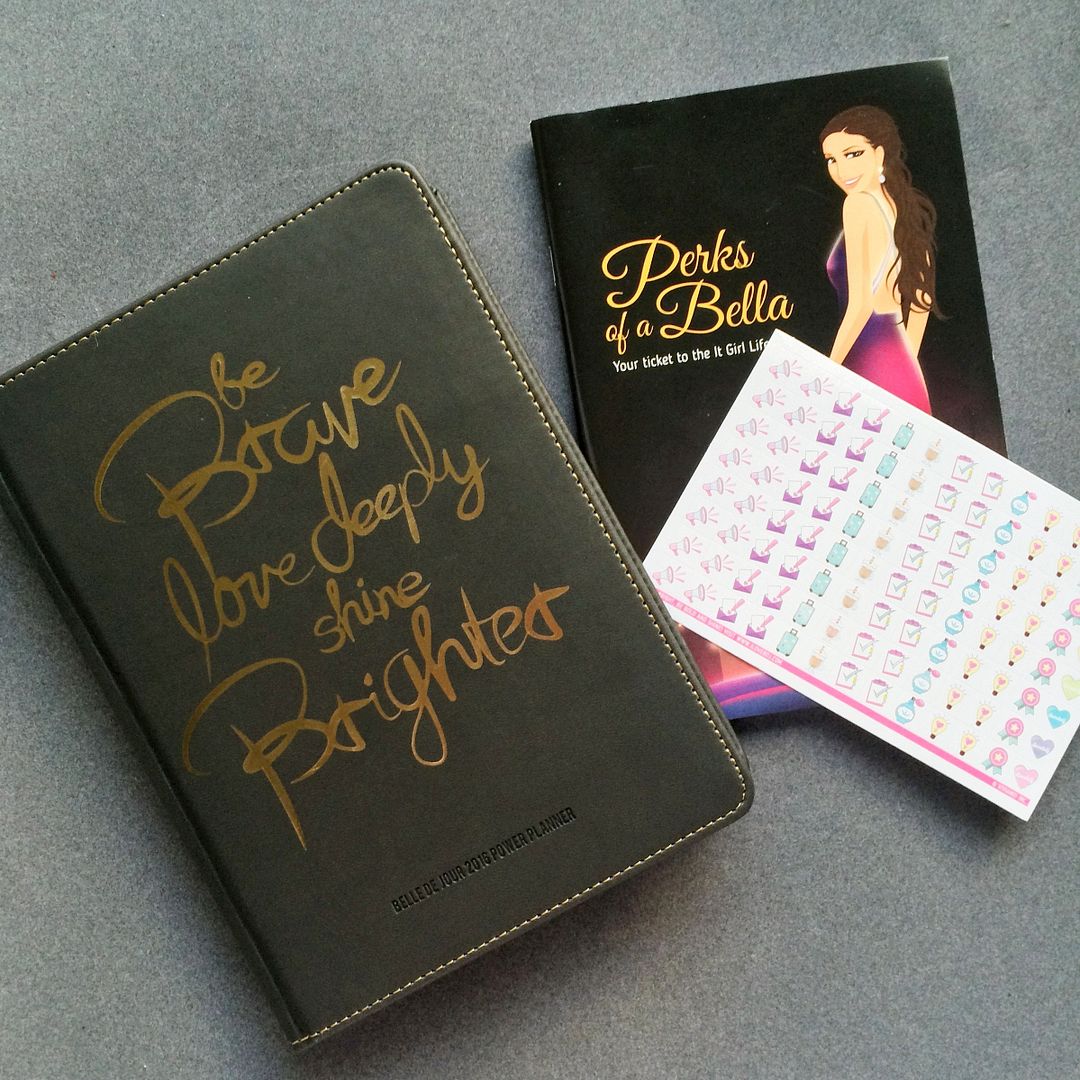 be
Brave
love deeply
shine
Brighter
BELLE DE JOUR 2016 POWER PLANNER
Perks
of a Bella
Your ticket to the It Girl Life